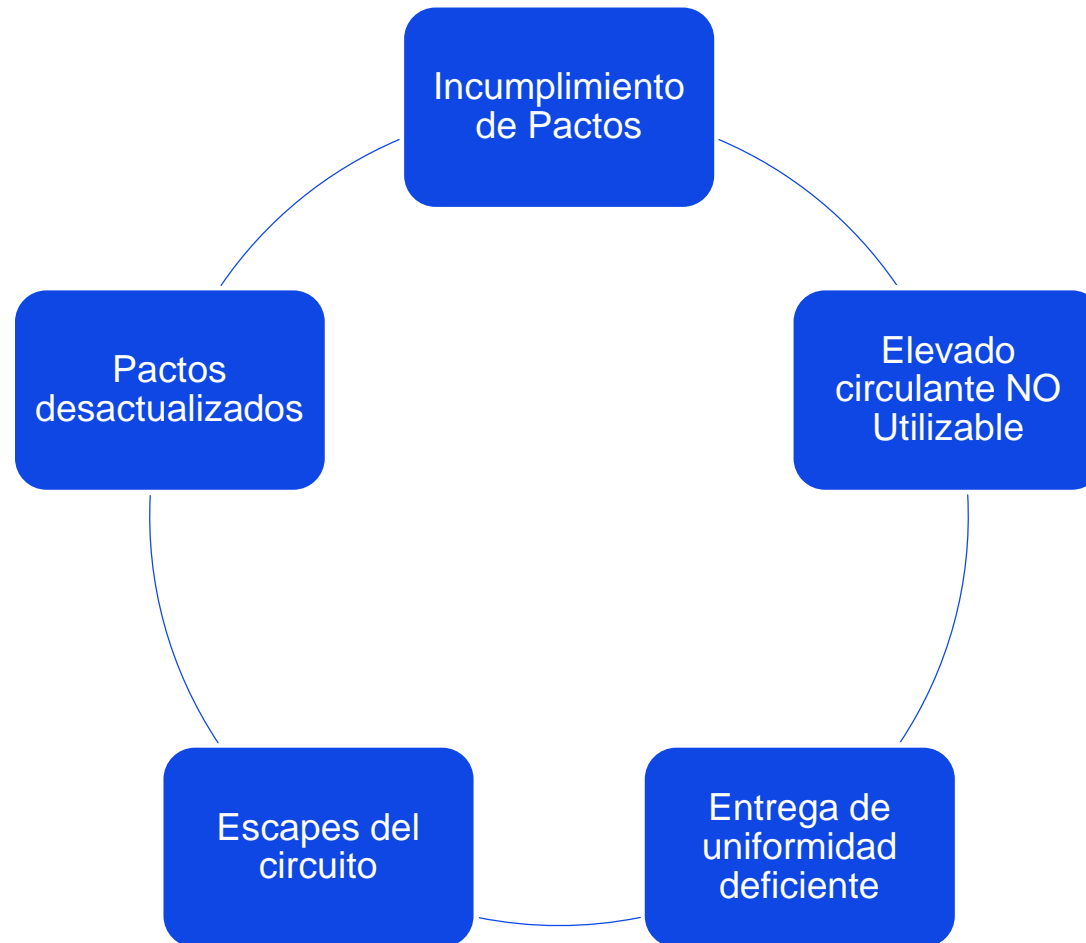 Incumplimiento
de Pactos
Elevado
circulante NO
Utilizable
Entrega de
uniformidad
deficiente
Escapes del
circuito
Pactos
desactualizados